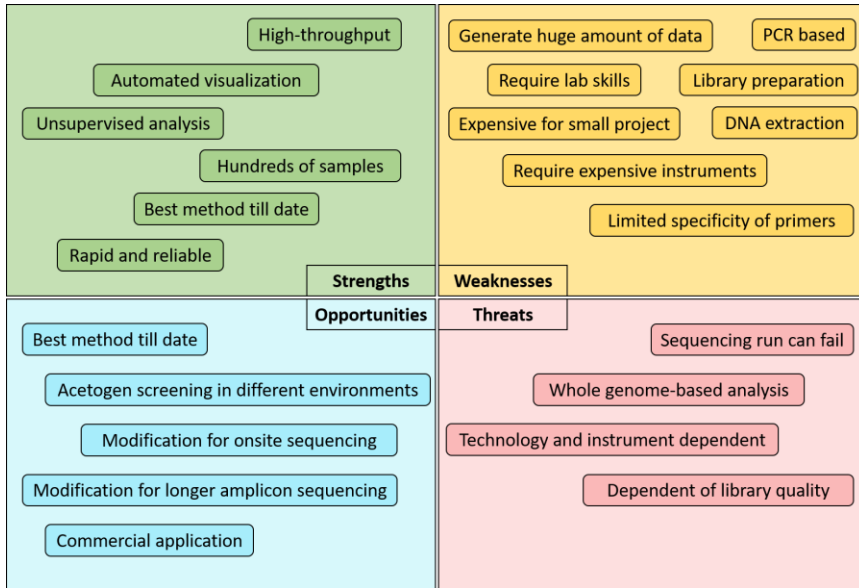 High-throughput
Automated visualization
Unsupervised analysis
Hundreds of samples
Best method till date
Rapid and reliable
Strengths
Generate huge amount of data
PCR based
Require lab skills
Library preparation
Expensive for small project
DNA extraction
Require expensive instruments
Limited specificity of primers
Weaknesses
Opportunities
Best method till date
Acetogen screening in different environments
Modification for onsite sequencing
Modification for longer amplicon sequencing
Commercial application
Threats
Sequencing run can fail
Whole genome-based analysis
Technology and instrument dependent
Dependent of library quality